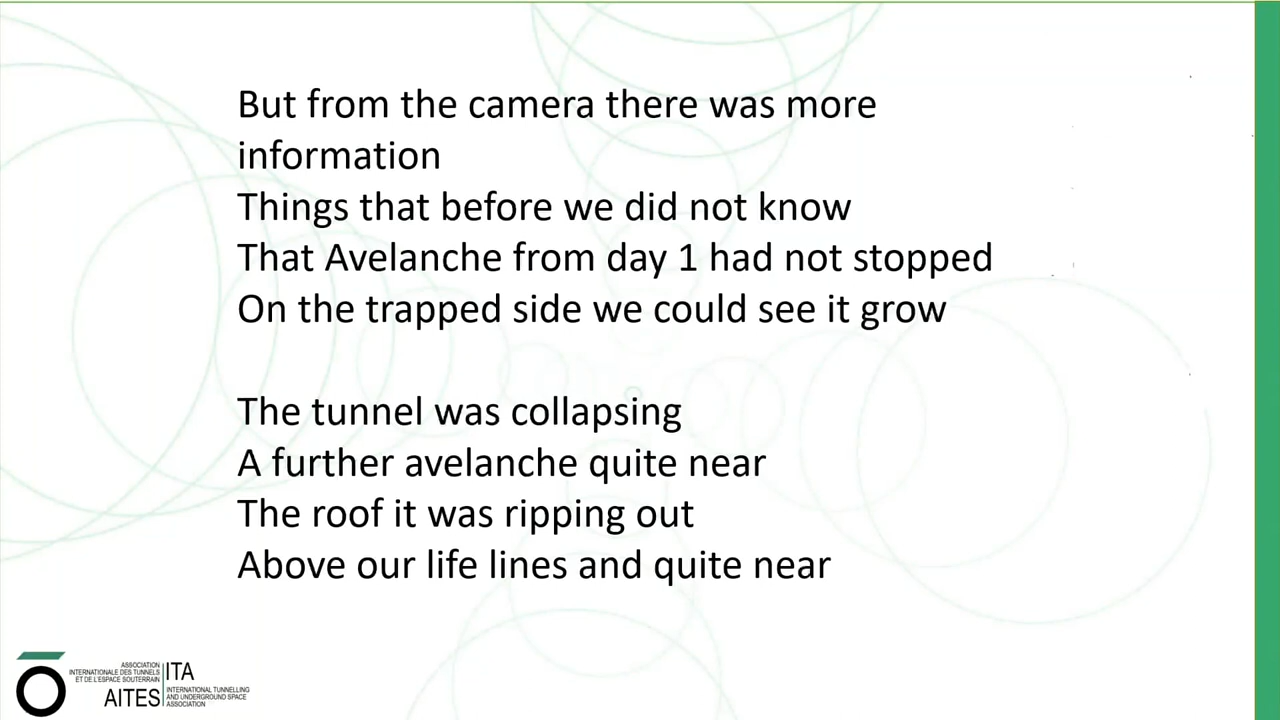 But from the camera there was more
information
Things that before we did not know
That Avelanche from day 1 had not stopped
On the trapped side we could see it grow
The tunnel was collapsing
A further avelanche quite near
The roof it was ripping out
Above our life lines and quite near
ASSOCIATION
INTERNATIONALE DES TUNNELS
ET DE L'ESPACE SOUTERRAIN
AITES
ITA
INTERNATIONAL TUNNELLING
AND UNDERGROUND SPACE
ASSOCIATION